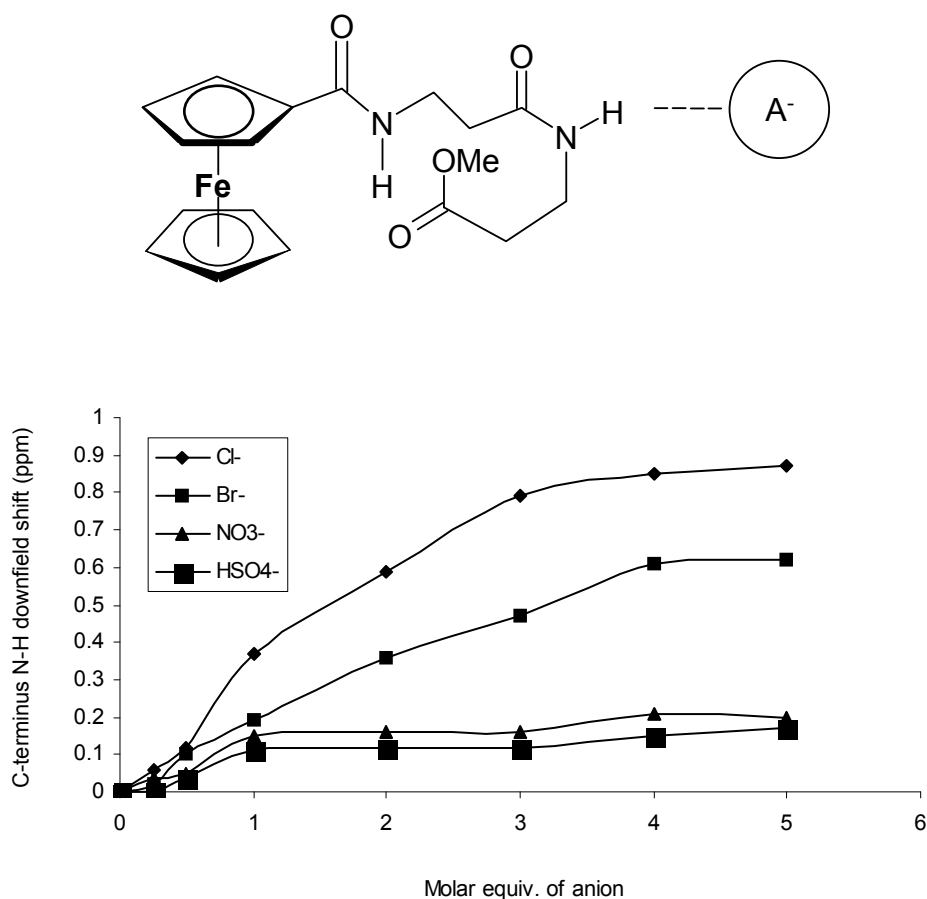 O
O
N
H
A-
H
N
OMe
O
Fe
1
0.9
0.8
0.7
0.6
0.5
0.4
0.3
0.2
0.1
0
C-terminus N-H downfield shift (ppm)
Cl-
Br-
NO3-
HSO4-
0 1 2 3 4 5 6
Molar equiv. of anion